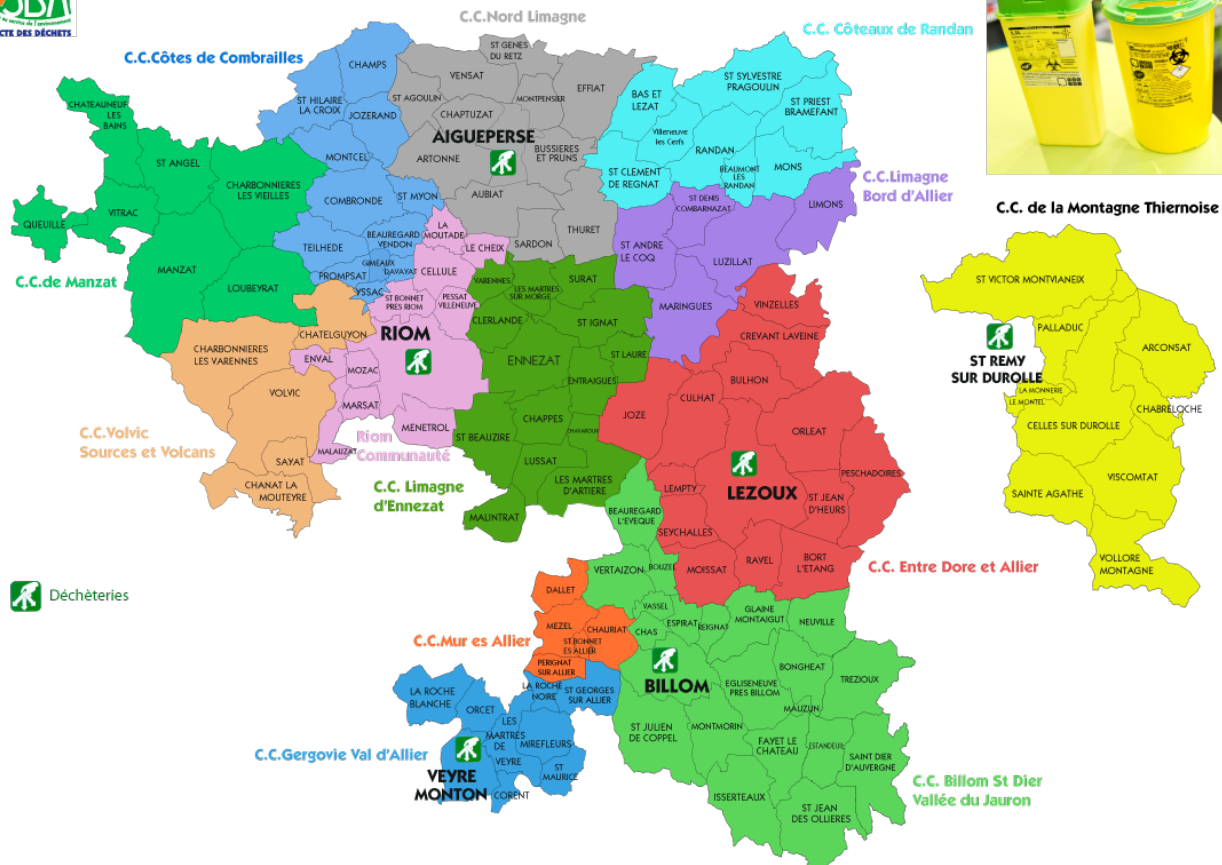 SBA
au service de l'environnement
CTE DES DÉCHETS
C.C.Nord Limagne
C.C.Côtes de Combrailles
C.C. Côteaux de Randan
CHAMPS
ST HILAIRE
LA CROIX
JOZERAND
MONTCEL
COMBRONDE
ST MYON
TEILHEDE
BEAUREGARD
VENDON
GIMEAUX
DAVAYAT
PROMPSAT
YSSAC
ST GENES
DU RETZ
VENSAT
EFFIAT
ST AGOULIN
MONTPENSIER
CHAPTUZAT
AIGUEPERSE
BUSSIERES
ET PRUNS
ARTONNE
AUBIAT
THURET
SARDON
BAS ET
LEZAT
ST SYLVESTRE
PRAGOULIN
ST PRIEST
BRAMEFANT
Villeneuve
les Cerfs
RANDAN
ST CLEMENT
DE REGNAT
BEAUMONT
LES
RANDAN
MONS
C.C.Limagne
Bord d'Allier
ST DENIS
COMBARNAZAT
LIMONS
ST ANDRE
LE COQ
LUZILLAT
MARINGUES
CHATEAUNEUF
LES
BAINS
ST ANGEL
CHARBONNIERES
LES VIEILLES
VITRAC
QUEUILLE
MANZAT
LOUBEYRAT
C.C.de Manzat
LA
MOUTADE
LE CHEIX
CELLULE
ST BONNET
PRES RIOM
PESSAT
VILLENEUVE
RIOM
ENVAL
MOZAC
MARSAT
MENETROL
MALAUZAT
Riom
Communauté
CHATELGUYON
CHARBONNIERES
LES VARENNES
VOLVIC
SAYAT
CHANAT LA
MOUTEYRE
C.C.Volvic
Sources et Volcans
VARENNES
LES MARTRES
SUR MORGE
SURAT
CLERLANDE
ST IGNAT
ENNEZAT
ST LAURE
ENTRAIGUES
CHAPPES
CHAVAROUX
ST BEAUZIRE
LUSSAT
LES MARTRES
D'ARTIERE
MALINTRAT
C.C. Limagne
d'Ennezat
VINZELLES
CREVANT LAVEINE
BULHON
CULHAT
JOZE
ORLEAT
PESCHADOIRES
LEZOUX
LEMPTY
ST JEAN
D'HEURS
SEYCHALLES
MOISSAT
RAVEL
BORT
L'ETANG
C.C. Entre Dore et Allier
C.C. de la Montagne Thiernoise
ST VICTOR MONTVIANEIX
PALLADUC
ARCONSAT
ST REMY
SUR DUROLLE
LA MONNERIE
LE MONTEL
CHABRELOCHE
CELLES SUR DUROLLE
VISCOMTAT
SAINTE AGATHE
VOLLORE
MONTAGNE
Déchèteries
DALLET
MEZEL
CHAURIAT
ST BONNET
ES ALLIER
PERIGNAT
SUR ALLIER
C.C.Mur es Allier
LA ROCHE
BLANCHE
ORCET
LA ROCHE
NOIRE
ST GEORGES
SUR ALLIER
LES
MARTRES
DE
VEYRE
MIREFLEURS
ST
MAURICE
CORENT
VEYRE
MONTON
C.C.Gergovie Val d'Allier
BEAUREGARD
L'EVEQUE
VERTAIZON
BOUZEL
VASSEL
ESPIRAT
REIGNAT
GLAINE
MONTAIGUT
NEUVILLE
CHAS
BILLOM
BONGHEAT
TREZIOUX
EGLISENEUVE
PRES BILLOM
MAUZUN
ST JULIEN
DE COPPEL
MONTMORIN
FAYET LE
CHATEAU
ESTANDEUIL
SAINT DIER
D'AUVERGNE
ISSERTEAUX
ST JEAN
DES OLLIERES
C.C. Billom St Dier
Vallée du Jauron